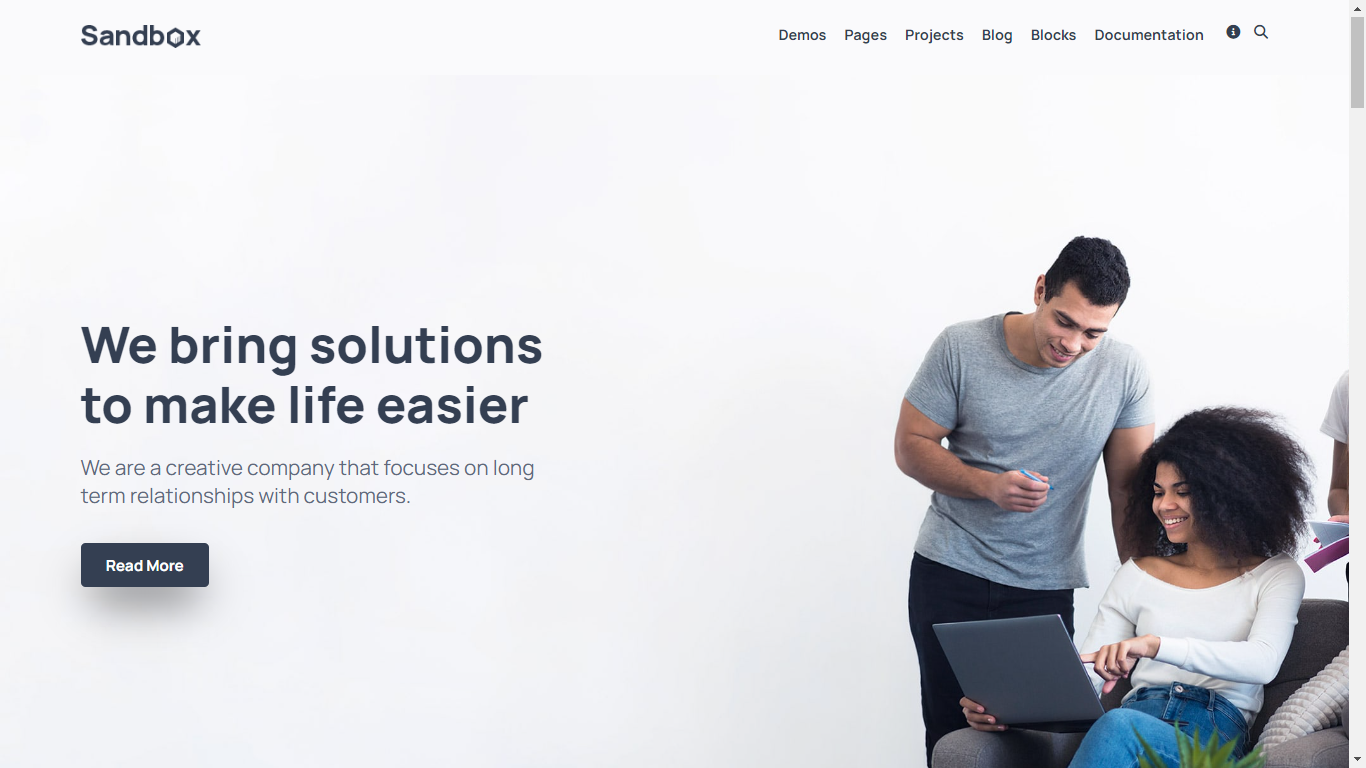 Sandbox
Demos Pages Projects Blog Blocks Documentation
We bring solutions
to make life easier
We are a creative company that focuses on long
term relationships with customers.
Read More